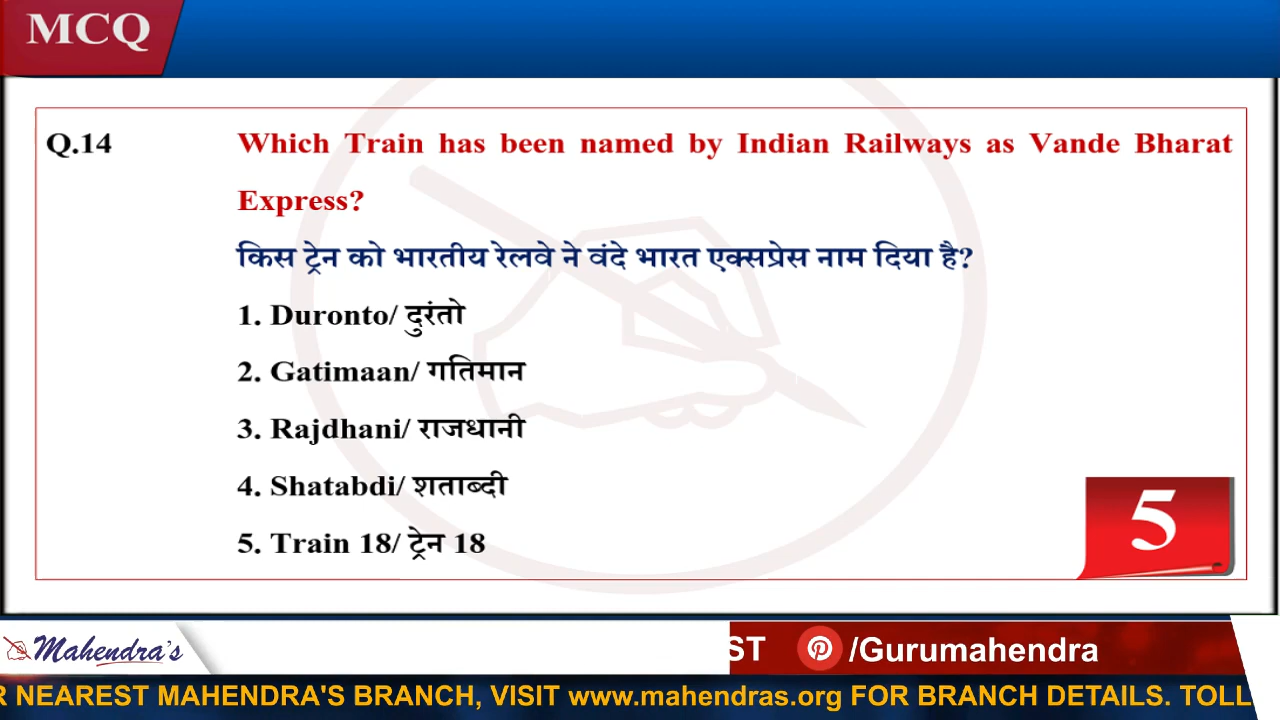 MCQ
Q.14 Which Train has been named by Indian Railways as Vande Bharat
Express?
किस ट्रेन को भारतीय रेलवे ने वंदे भारत एक्सप्रेस नाम दिया है?
1. Duronto/ दुरंतो
2. Gatimaan/ गतिमान
3. Rajdhani/ राजधानी
4. Shatabdi/ शताब्दी
5. Train 18/ ट्रेन 18
5
Mahendra's
ST /Gurumahendra
R NEAREST MAHENDRA'S BRANCH, VISIT www.mahendras.org FOR BRANCH DETAILS. TOLL